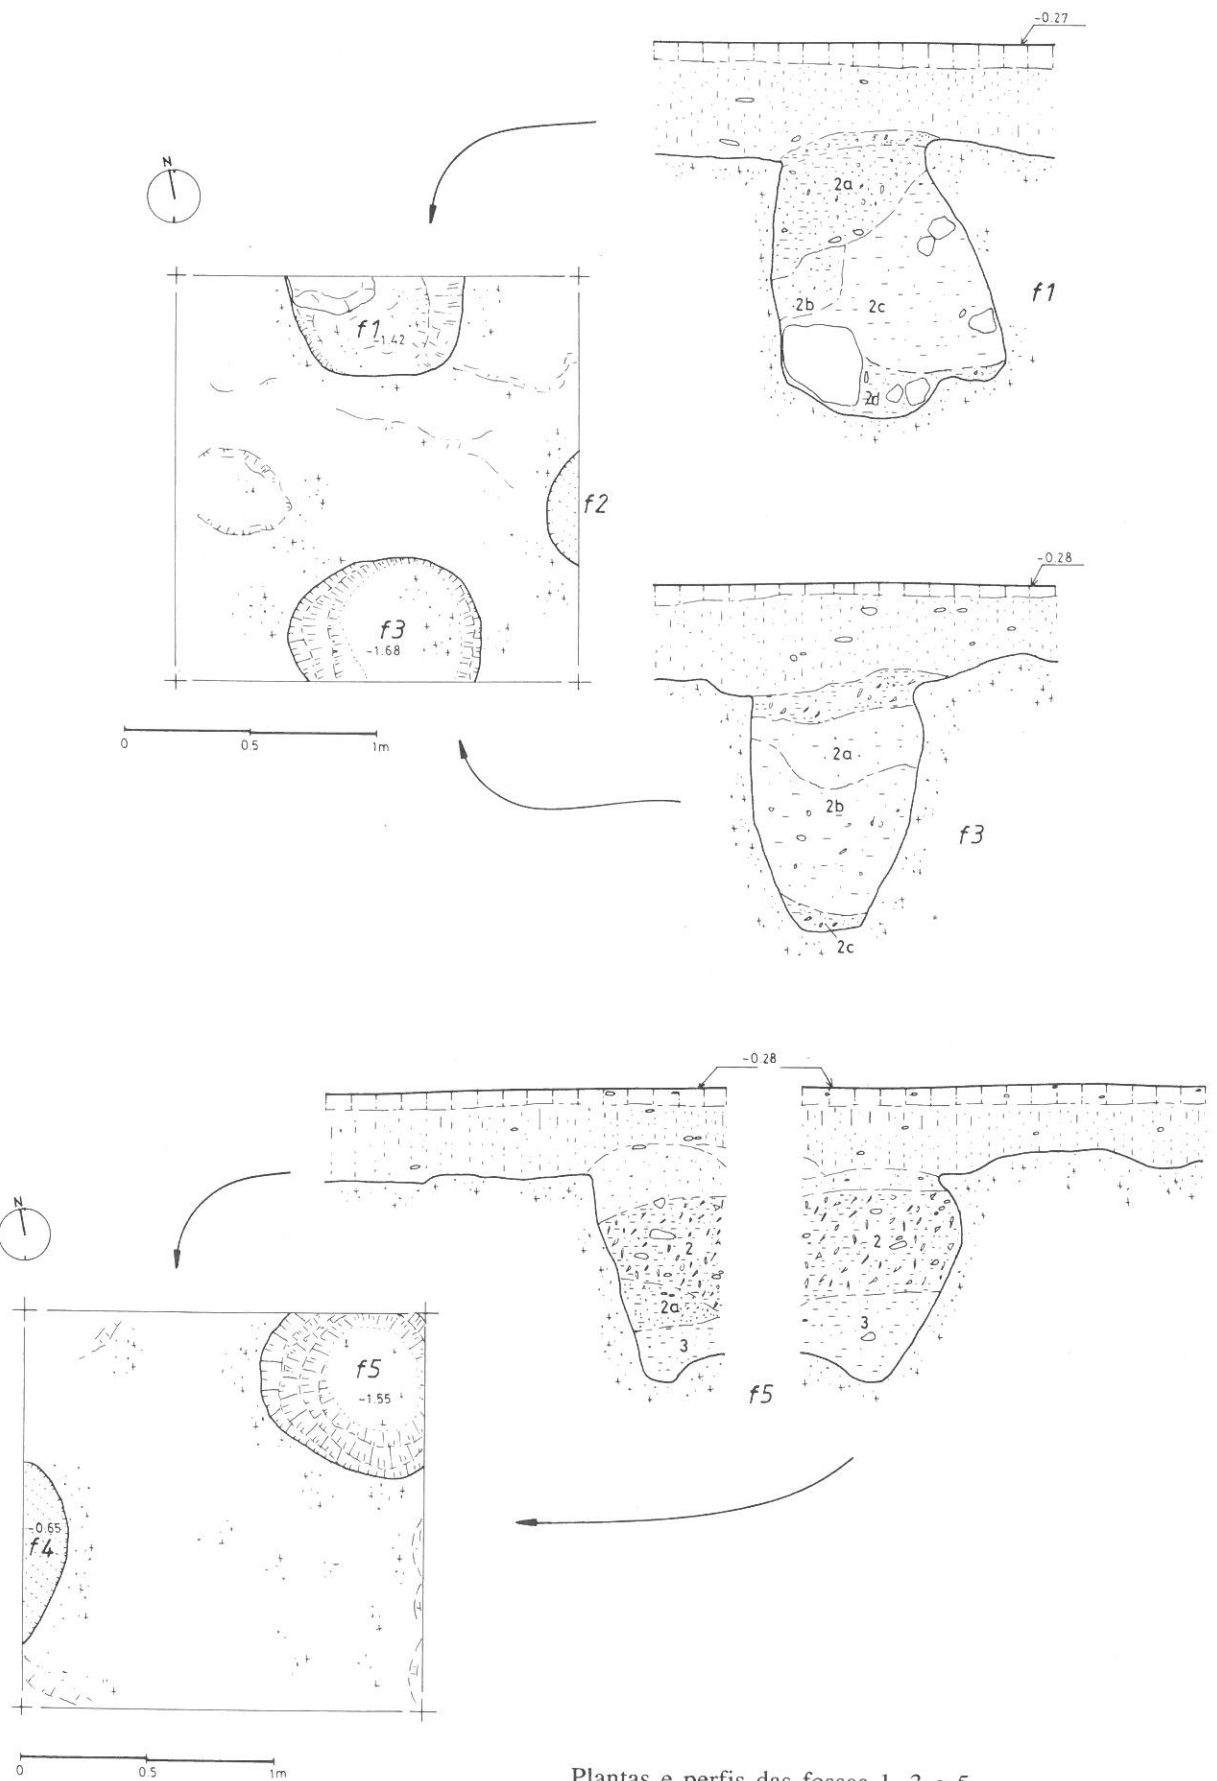 -0.27
2a
2b
2c
2d
f1
N
f1
-1.42
f2
f3
-1.68
0
0.5
1m
-0.28
2a
2b
2c
f3
-0.28
2
2a
3
2
3
f5
N
f5
-1.55
-0.65
f4
0
0.5
1m
Plantas e perfis das fossas 1, 3 e 5